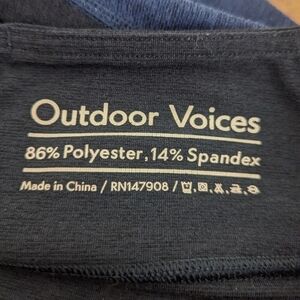 Outdoor Voices
86% Polyester,14% Spandex
Made in China / RN147908 /